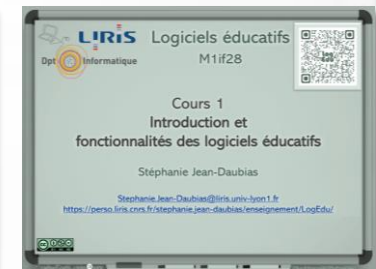 LIRIS Logiciels éducatifs
Dpt Informatique
M1if28
Cours 1
Introduction et
fonctionnalités des logiciels éducatifs
Stéphanie Jean-Daubias
Stephanie.Jean-Daubias@liris.univ-lyon1.fr
https://perso.liris.cnrs.fr/stephanie.jean-daubias/enseignement/LogEdu/